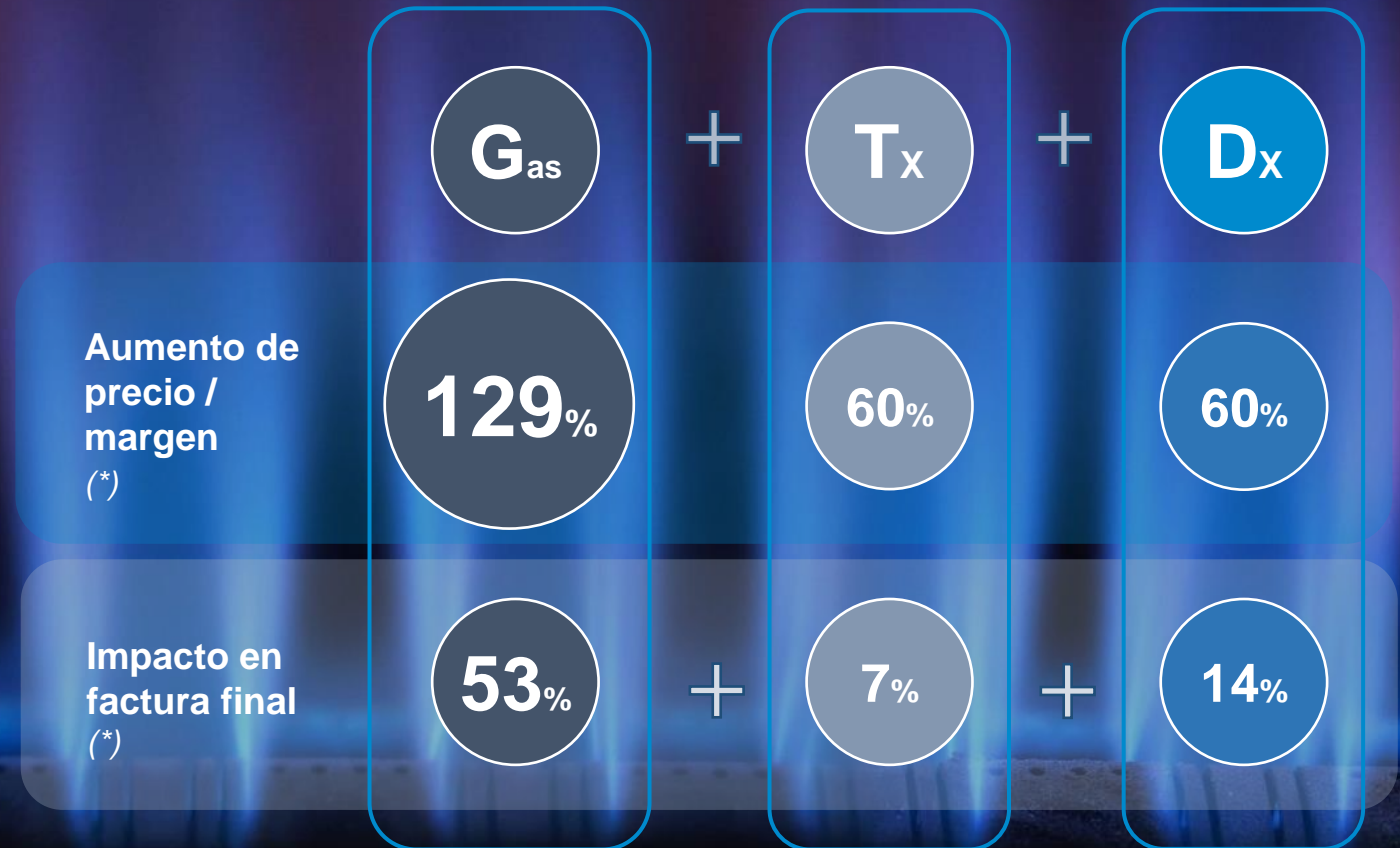 Gas + Tx + Dx
Aumento de
precio /
margen
(*)
129% 60% 60%
Impacto en
factura final
(*)
53% + 7% + 14%